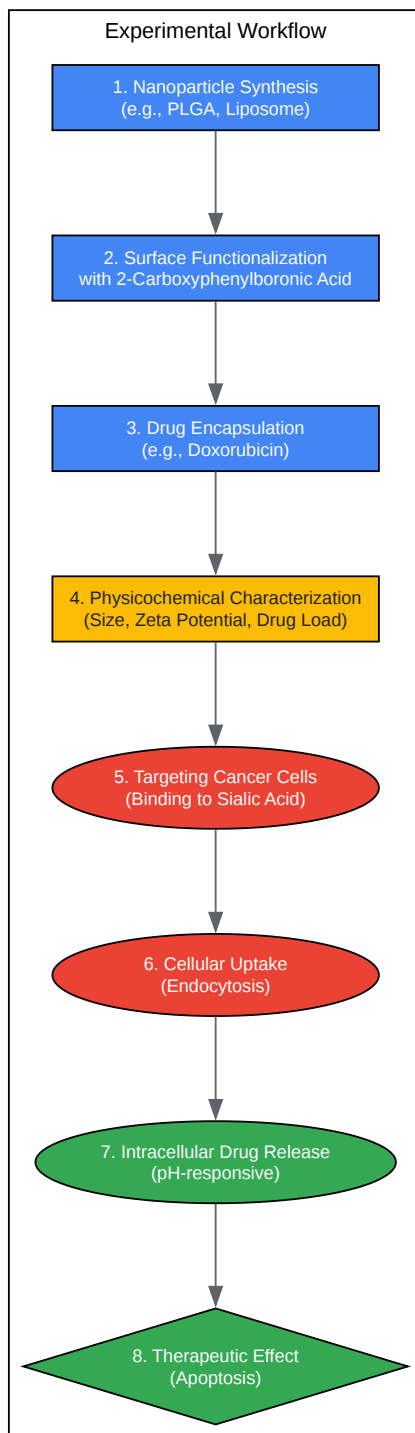 Experimental Workflow
1. Nanoparticle Synthesis
(e.g., PLGA, Liposome)
2. Surface Functionalization
with 2-Carboxyphenylboronic Acid
3. Drug Encapsulation
(e.g., Doxorubicin)
4. Physicochemical Characterization
(Size, Zeta Potential, Drug Load)
5. Targeting Cancer Cells
(Binding to Sialic Acid)
6. Cellular Uptake
(Endocytosis)
7. Intracellular Drug Release
(pH-responsive)
8. Therapeutic Effect
(Apoptosis)